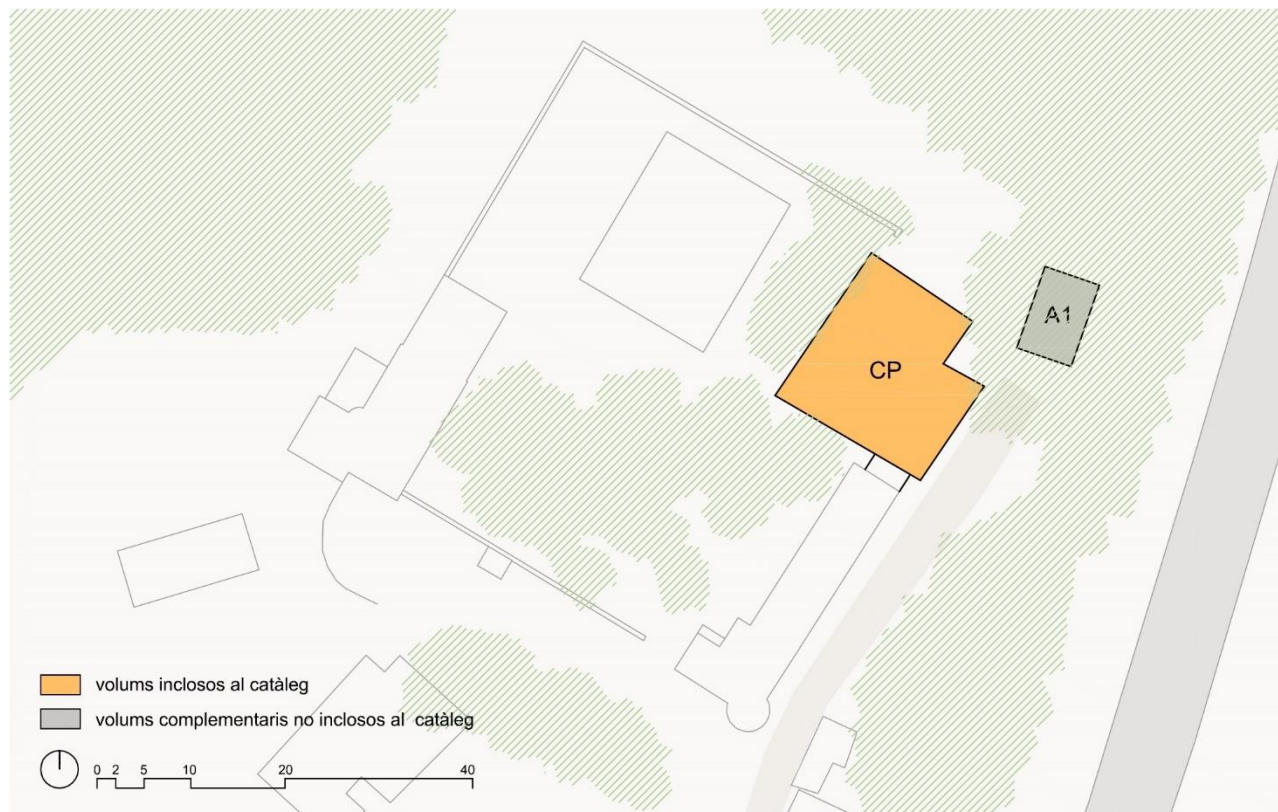 A1
CP
volums inclosos al catàleg
volums complementaris no inclosos al catàleg
0 2 5 10 20 40